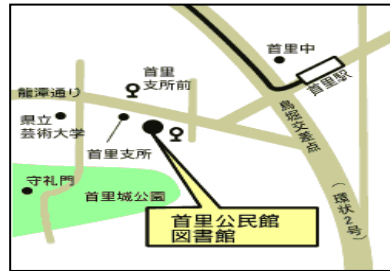 首里中
首里
支所前
首里駅
龍潭通り
県立
芸術大学
首里支所
鳥堀交差点
守礼門
首里城公園
(環状2号)
首里公民館
図書館